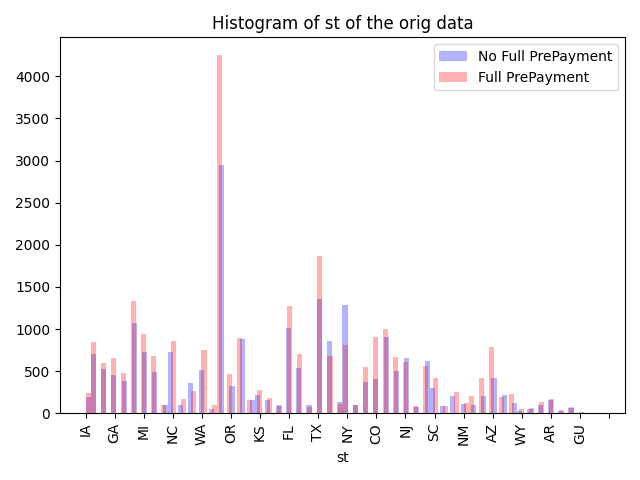 Histogram of st of the orig data
No Full PrePayment
Full PrePayment
4000
3500
3000
2500
2000
1500
1000
500
0
IA GA MI NC WA OR KS FL TX NY CO NJ SC NM AZ WY AR GU
st